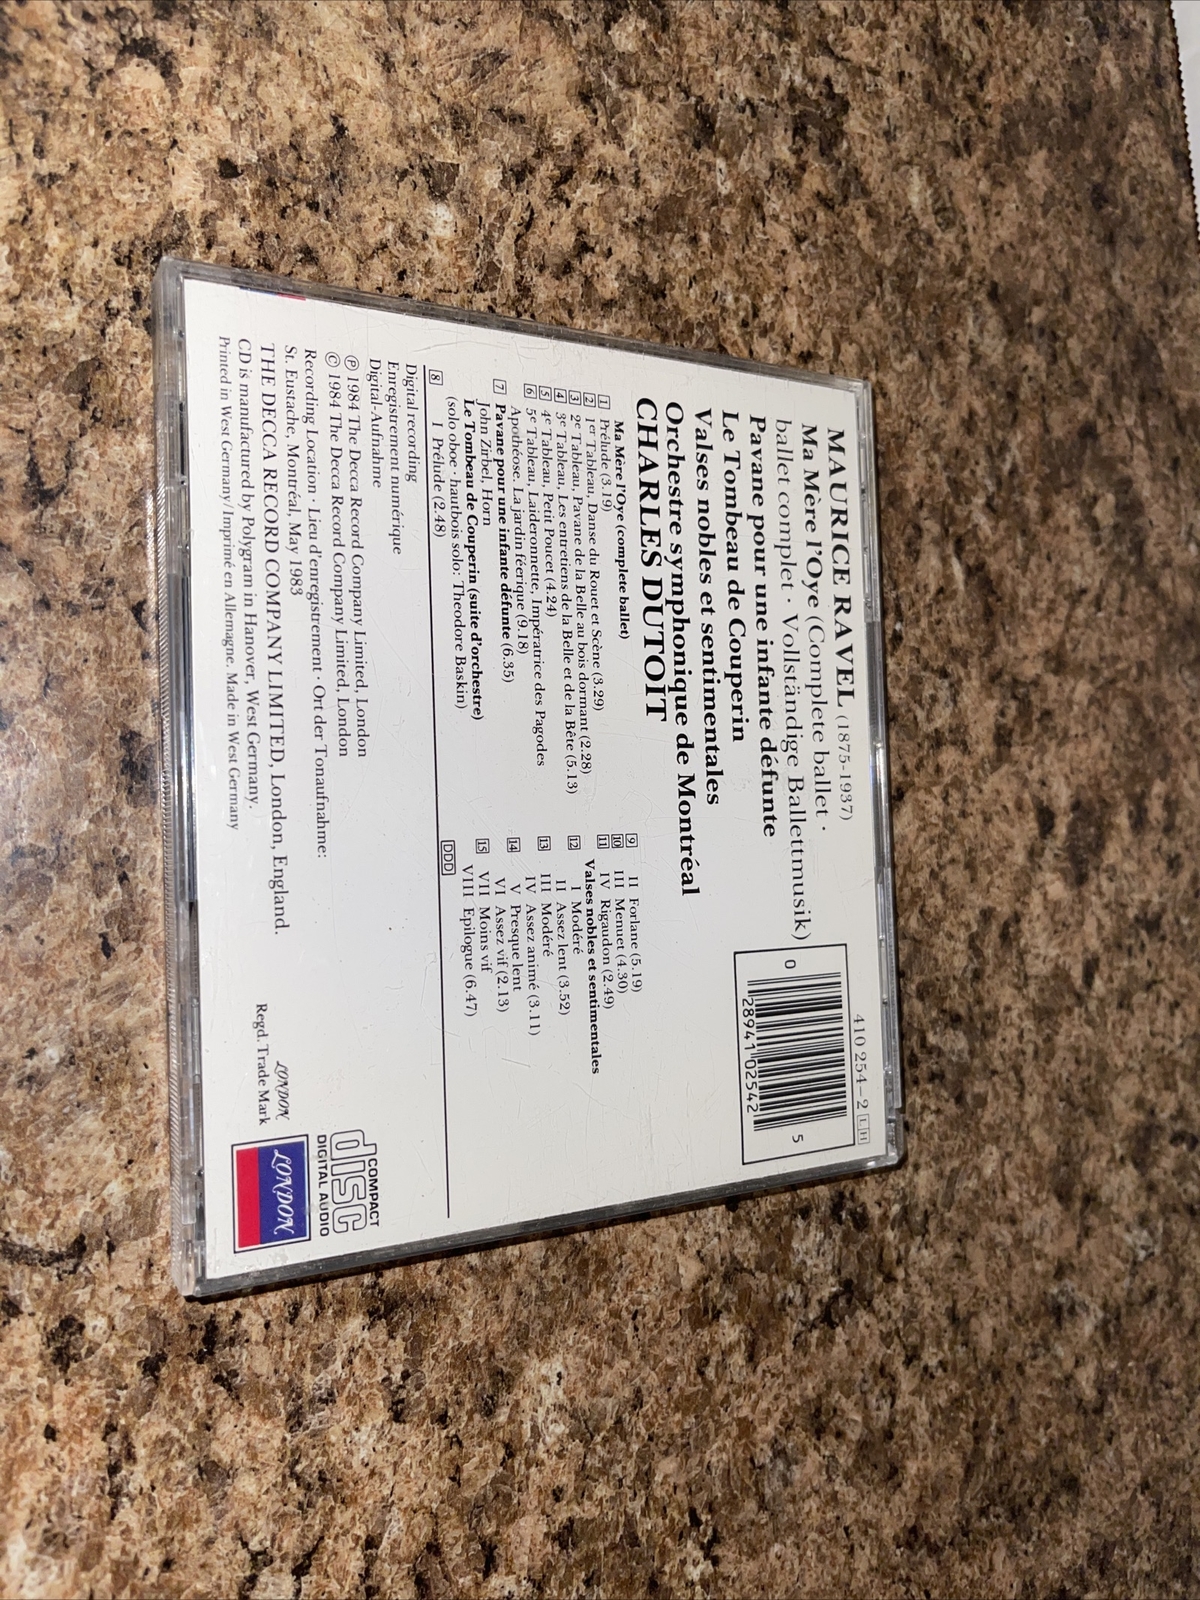 410 254-2 LH
0 28941 02542 5
MAURICE RAVEL (1875-1937)
Ma Mère l'Oye (Complete ballet ·
ballet complet · Vollständige Ballettmusik)
Pavane pour une infante défunte
Le Tombeau de Couperin
Valses nobles et sentimentales
Orchestre symphonique de Montréal
CHARLES DUTOIT
Ma Mère l'Oye (complete ballet)
1 Prélude (3.19)
2 1er Tableau, Danse du Rouet et Scène (3.29)
3 2e Tableau, Pavane de la Belle au bois dormant (2.28)
4 3e Tableau, Les entretiens de la Belle et de la Bête (5.13)
5 4e Tableau, Petit Poucet (4.24)
6 5e Tableau, Laideronnette, Impératrice des Pagodes
Apothéose. La jardin féerique (9.18)
7 Pavane pour une infante défunte (6.35)
John Zirbel, Horn
Le Tombeau de Couperin (suite d'orchestre)
(solo oboe · hautbois solo: Theodore Baskin)
8 I Prélude (2.48)
9 II Forlane (5.19)
10 III Menuet (4.30)
11 IV Rigaudon (2.49)
Valses nobles et sentimentales
12 I Modéré
II Assez lent (3.52)
13 III Modéré
IV Assez animé (3.11)
14 V Presque lent
VI Assez vif (2.13)
15 VII Moins vif
VIII Epilogue (6.47)
DDD
Digital recording
Enregistrement numérique
Digital-Aufnahme
℗ 1984 The Decca Record Company Limited, London
© 1984 The Decca Record Company Limited, London
Recording Location · Lieu d'enregistrement · Ort der Tonaufnahme:
St. Eustache, Montréal, May 1983
THE DECCA RECORD COMPANY LIMITED, London, England.
CD is manufactured by Polygram in Hanover, West Germany.
Printed in West Germany/Imprimé en Allemagne. Made in West Germany
LONDON
Regd. Trade Mark
COMPACT
disc
DIGITAL AUDIO
LONDON